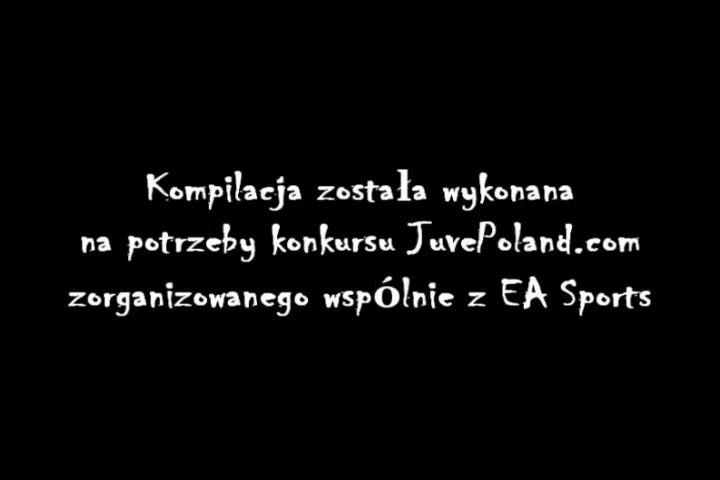 Kompilacja została wykonana
na potrzeby konkursu JuvePoland.com
zorganizowanego wspólnie z EA Sports